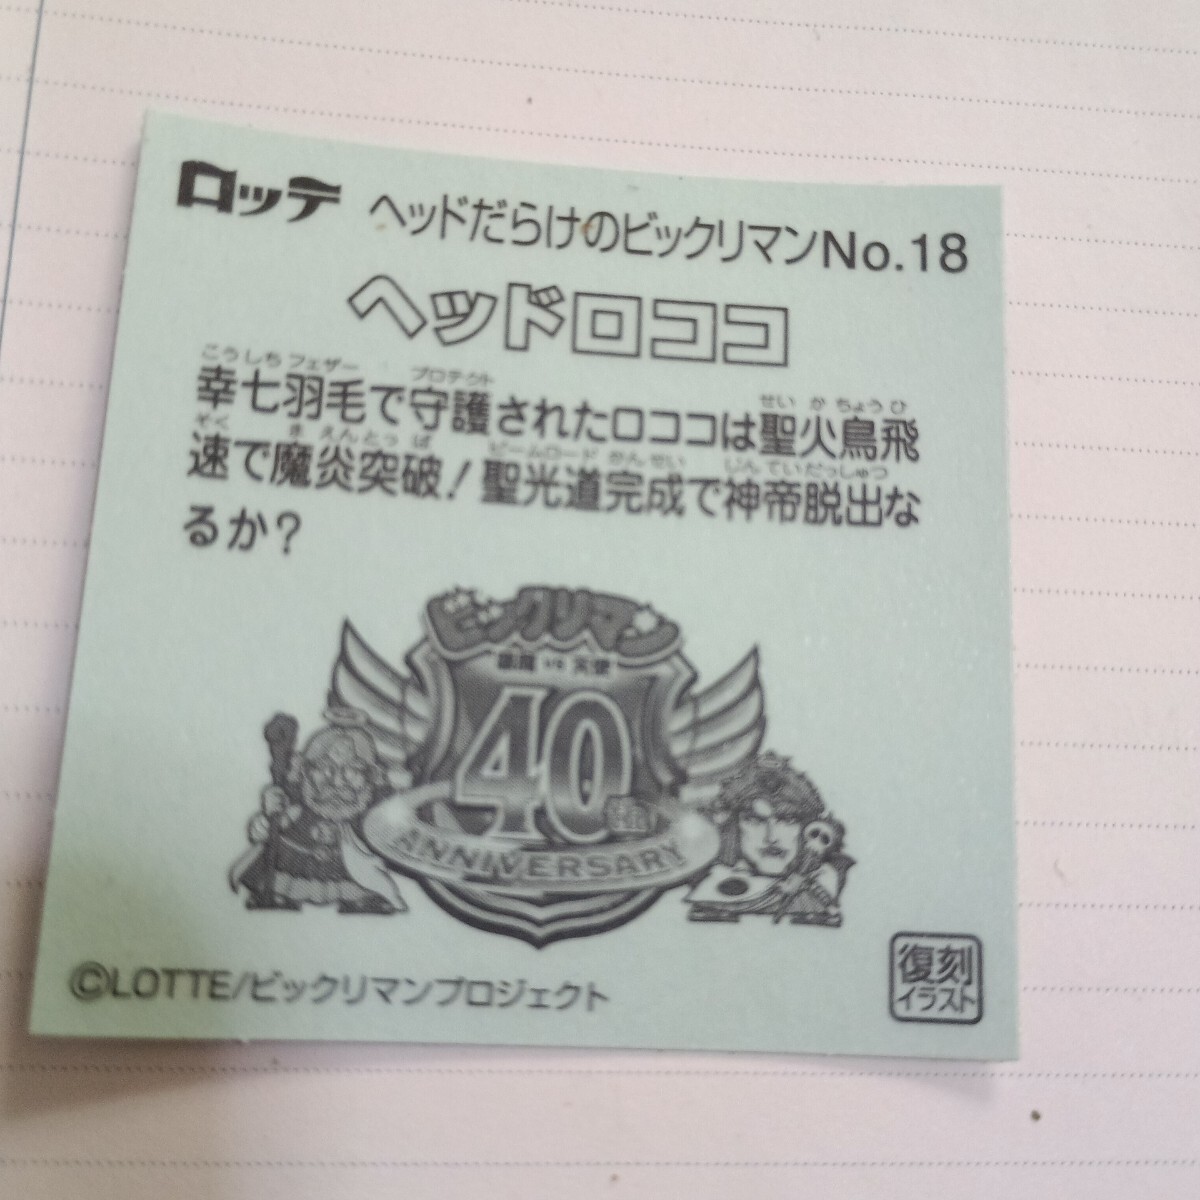 ロッテ ヘッドだらけのビックリマンNo.18
ヘッドロココ
こうしちフェザー プロテクト せいかちょうひ
幸七羽毛で守護されたロココは聖火鳥飛
そく まえんとっぱ ビームロード かんせい じんていだっしゅつ
速で魔炎突破！聖光道完成で神帝脱出な
るか？
ビックリマン
悪魔VS天使
40th
ANNIVERSARY
©LOTTE/ビックリマンプロジェクト
復刻
イラスト